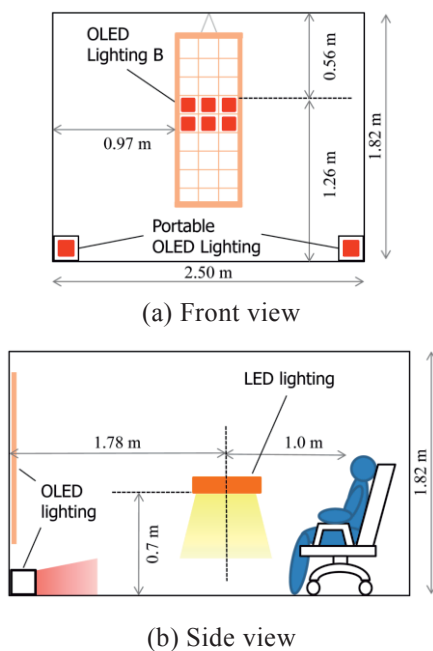 OLED
Lighting B
0.56 m
0.97 m
1.26 m
1.82 m
Portable
OLED Lighting
2.50 m
(a) Front view
LED lighting
1.78 m
1.0 m
OLED
lighting
0.7 m
1.82 m
(b) Side view